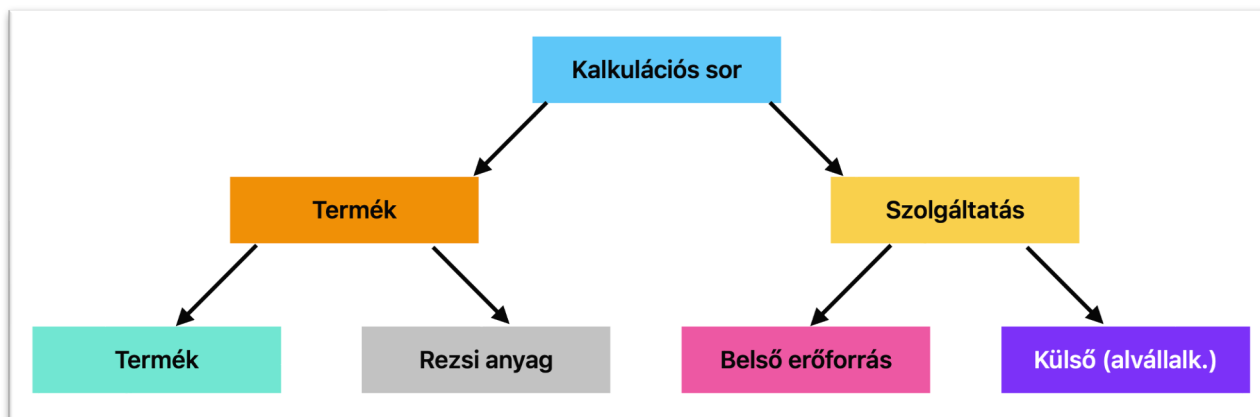 Kalkulációs sor
Termék
Szolgáltatás
Termék
Rezsi anyag
Belső erőforrás
Külső (alvállalk.)